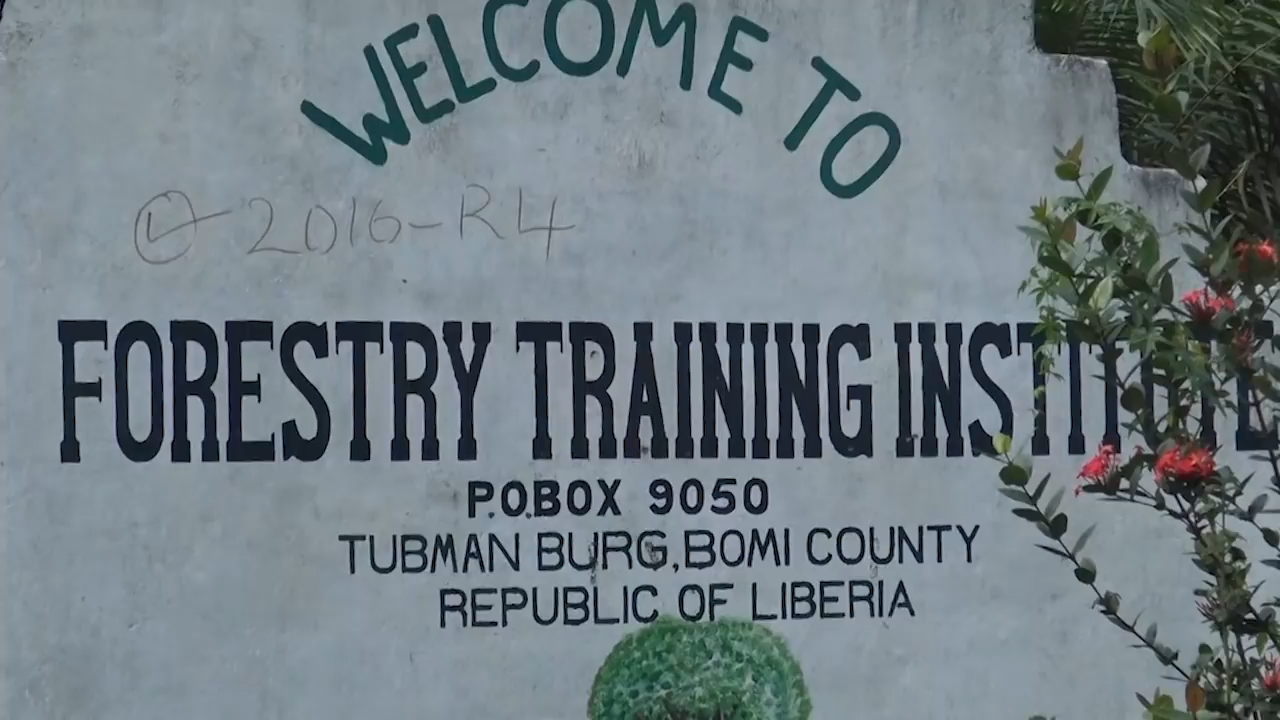 WELCOME TO
2016-R4
FORESTRY TRAINING INSTITUTE
P.O.BOX 9050
TUBMAN BURG,BOMI COUNTY
REPUBLIC OF LIBERIA